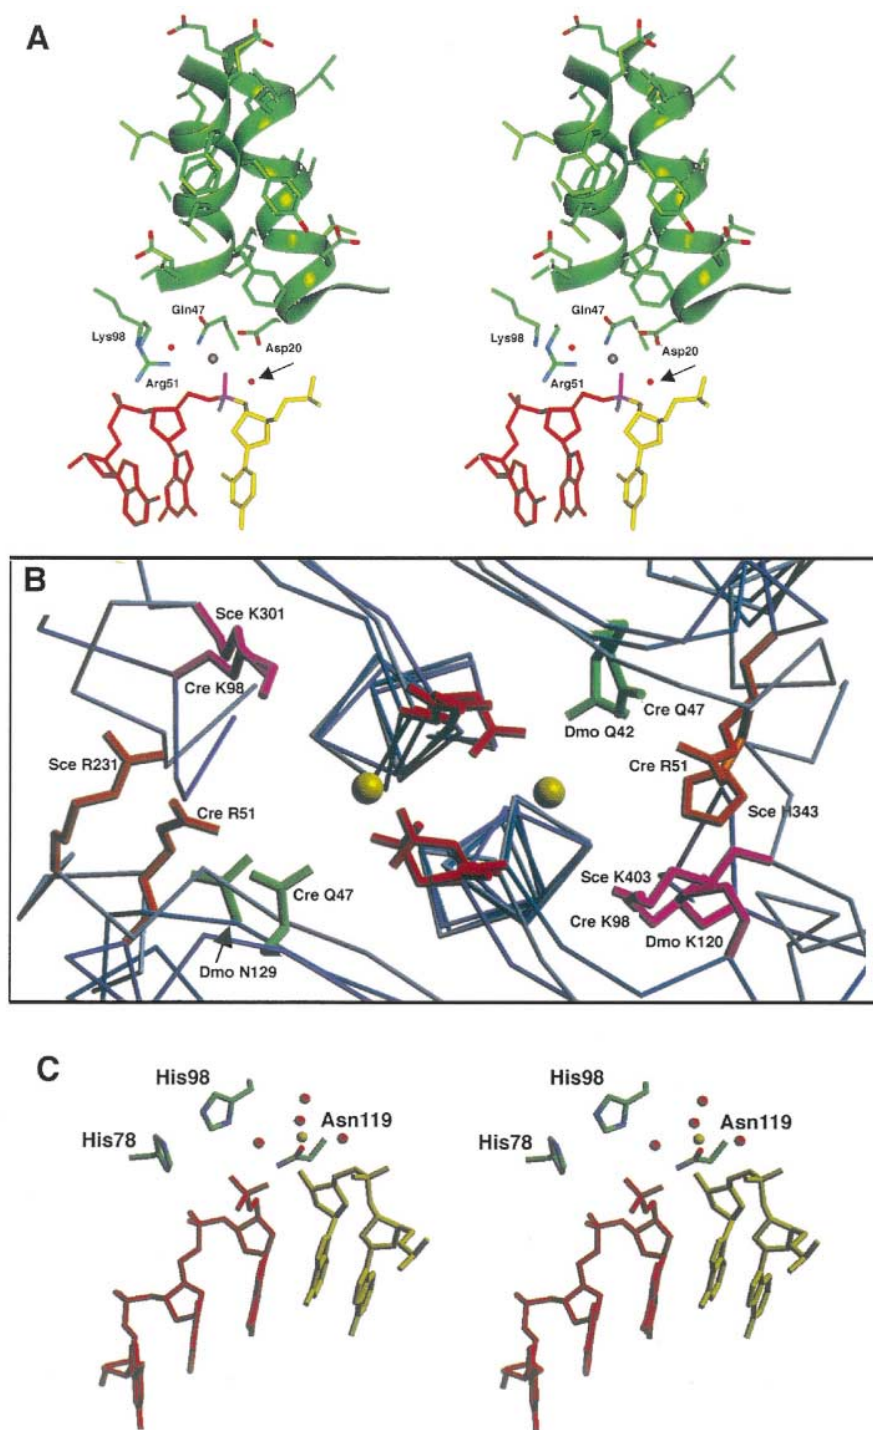 A
Gln47
Gln47
Lys98
Asp20
Lys98
Asp20
Arg51
Arg51
B
Sce K301
Cre K98
Cre Q47
Dmo Q42
Sce R231
Cre R51
Cre R51
Sce H343
Cre Q47
Sce K403
Cre K98
Dmo N129
Dmo K120
C
His98
His98
Asn119
Asn119
His78
His78